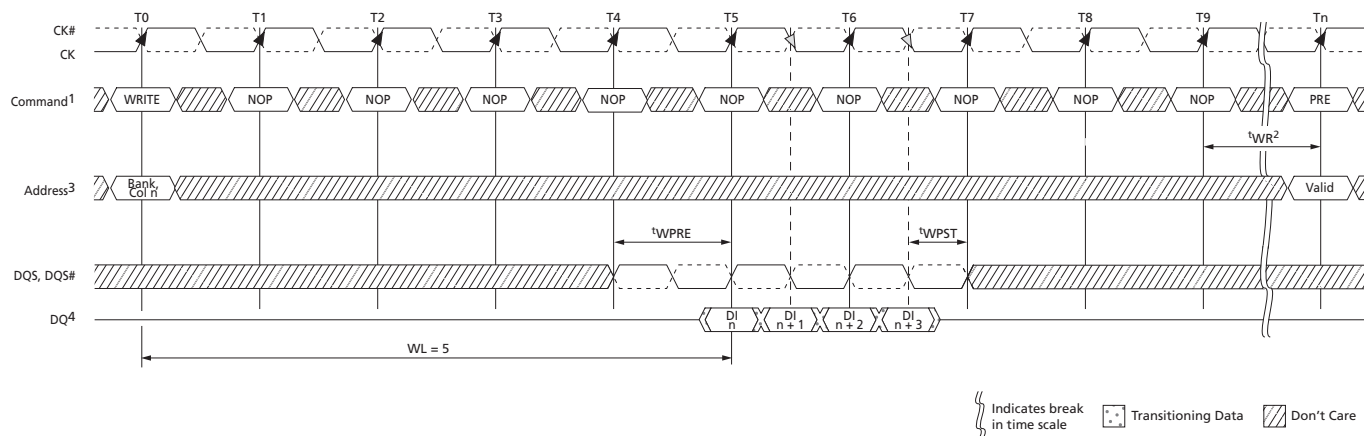 T0 T1 T2 T3 T4 T5 T6 T7 T8 T9 Tn
CK#
CK
Command1 WRITE NOP NOP NOP NOP NOP NOP NOP NOP NOP PRE
tWR2
Address3 Bank, Col n Valid
tWPRE tWPST
DQS, DQS#
DQ4 DI n DI n + 1 DI n + 2 DI n + 3
WL = 5
Indicates break in time scale
Transitioning Data
Don't Care